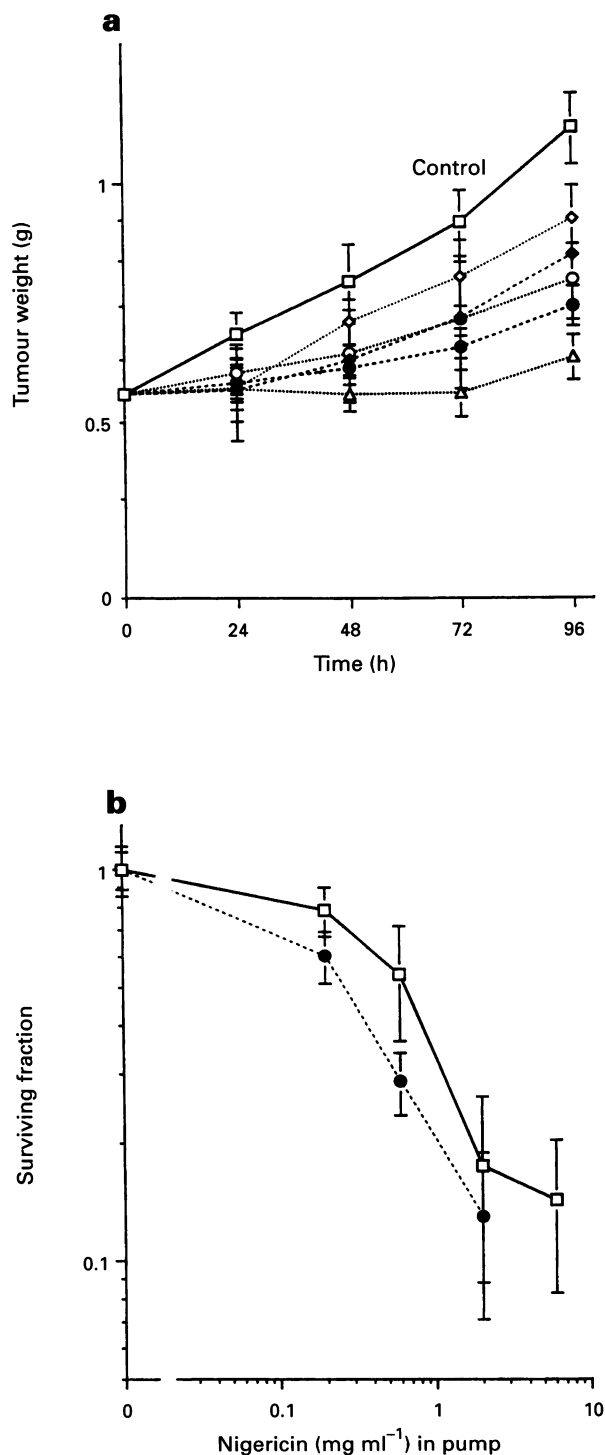 a
Tumour weight (g)
Control
1
0.5
0
0 24 48 72 96
Time (h)
b
Surviving fraction
1
0.1
0 0.1 1 10
Nigericin (mg ml⁻¹) in pump